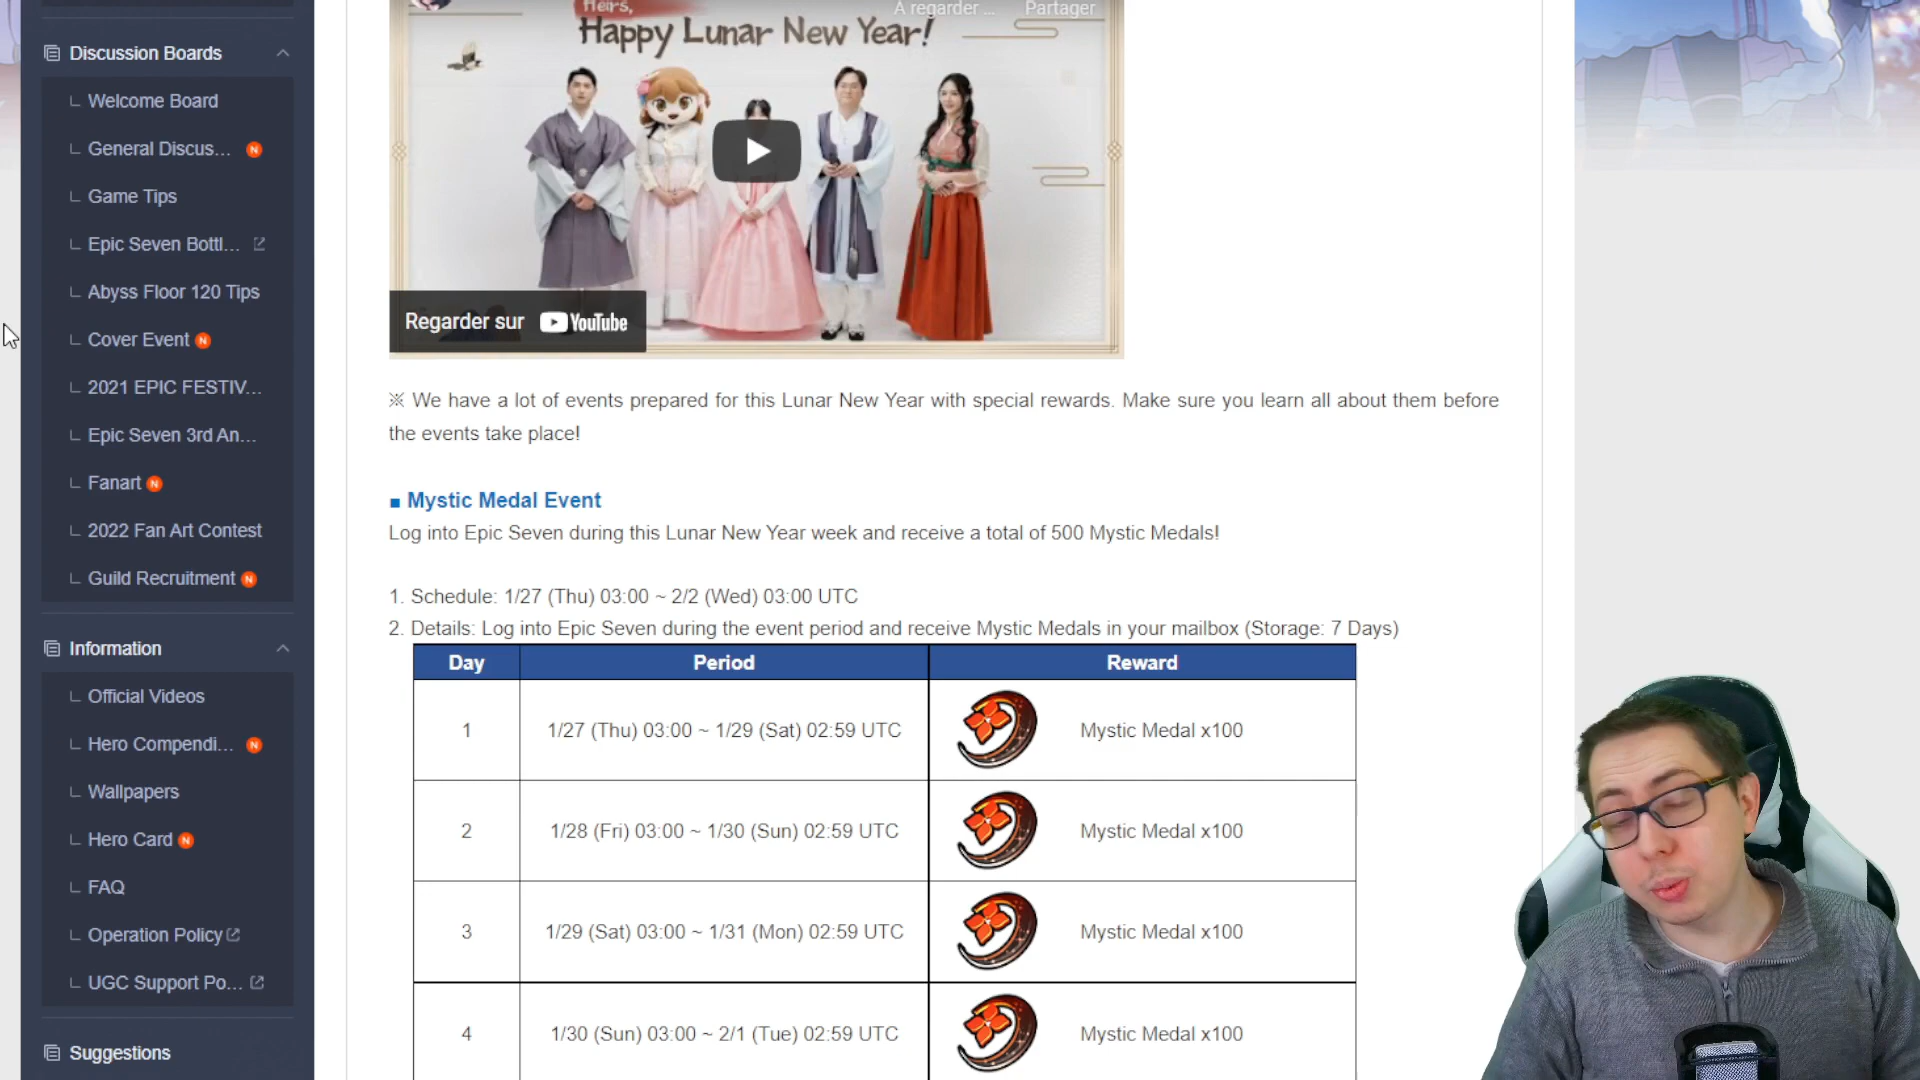 Discussion Boards
Welcome Board
General Discus... N
Game Tips
Epic Seven Bottl...
Abyss Floor 120 Tips
Cover Event N
2021 EPIC FESTIV...
Epic Seven 3rd An...
Fanart N
2022 Fan Art Contest
Guild Recruitment N
Information
Official Videos
Hero Compendi... N
Wallpapers
Hero Card N
FAQ
Operation Policy
UGC Support Po...
Suggestions
Heirs,
Happy Lunar New Year!
A regarder ...
Partager
Regarder sur YouTube
※ We have a lot of events prepared for this Lunar New Year with special rewards. Make sure you learn all about them before
the events take place!
■ Mystic Medal Event
Log into Epic Seven during this Lunar New Year week and receive a total of 500 Mystic Medals!
1. Schedule: 1/27 (Thu) 03:00 ~ 2/2 (Wed) 03:00 UTC
2. Details: Log into Epic Seven during the event period and receive Mystic Medals in your mailbox (Storage: 7 Days)
Day Period Reward
1 1/27 (Thu) 03:00 ~ 1/29 (Sat) 02:59 UTC Mystic Medal x100
2 1/28 (Fri) 03:00 ~ 1/30 (Sun) 02:59 UTC Mystic Medal x100
3 1/29 (Sat) 03:00 ~ 1/31 (Mon) 02:59 UTC Mystic Medal x100
4 1/30 (Sun) 03:00 ~ 2/1 (Tue) 02:59 UTC Mystic Medal x100